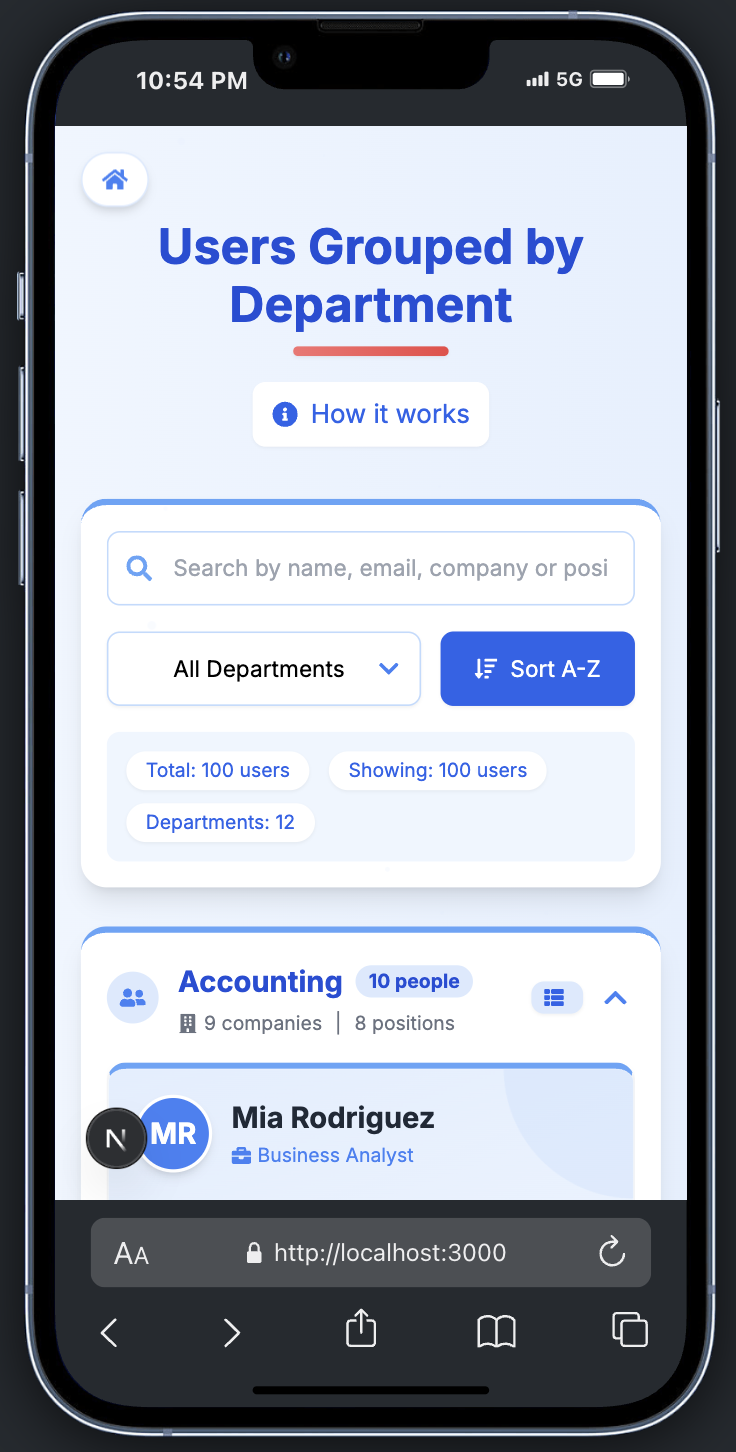 10:54 PM 5G
Users Grouped by
Department
How it works
Search by name, email, company or posi
All Departments
Sort A-Z
Total: 100 users
Showing: 100 users
Departments: 12
Accounting 10 people
9 companies | 8 positions
MR Mia Rodriguez
N
Business Analyst
AA http://localhost:3000